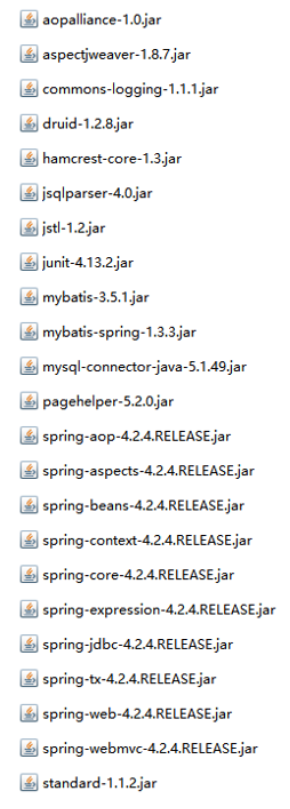 aopalliance-1.0.jar
aspectjweaver-1.8.7.jar
commons-logging-1.1.1.jar
druid-1.2.8.jar
hamcrest-core-1.3.jar
jsqlparser-4.0.jar
jstl-1.2.jar
junit-4.13.2.jar
mybatis-3.5.1.jar
mybatis-spring-1.3.3.jar
mysql-connector-java-5.1.49.jar
pagehelper-5.2.0.jar
spring-aop-4.2.4.RELEASE.jar
spring-aspects-4.2.4.RELEASE.jar
spring-beans-4.2.4.RELEASE.jar
spring-context-4.2.4.RELEASE.jar
spring-core-4.2.4.RELEASE.jar
spring-expression-4.2.4.RELEASE.jar
spring-jdbc-4.2.4.RELEASE.jar
spring-tx-4.2.4.RELEASE.jar
spring-web-4.2.4.RELEASE.jar
spring-webmvc-4.2.4.RELEASE.jar
standard-1.1.2.jar